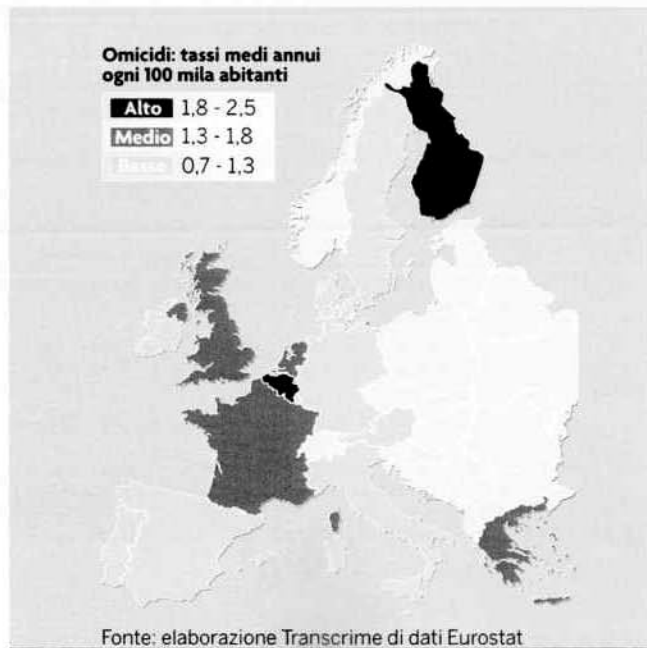 Omicidi: tassi medi annui
ogni 100 mila abitanti
Alto 1,8 - 2,5
Medio 1,3 - 1,8
Basso 0,7 - 1,3
Fonte: elaborazione Transcrime di dati Eurostat